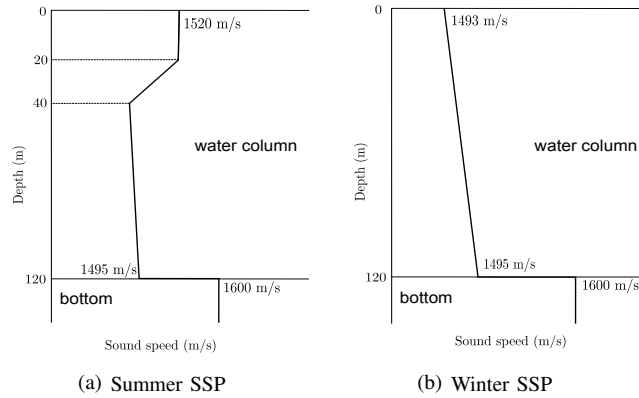 0
1520 m/s
20
40
water column
Depth (m)
1495 m/s
120
1600 m/s
bottom
Sound speed (m/s)
(a) Summer SSP
0
1493 m/s
water column
Depth (m)
1495 m/s
120
1600 m/s
bottom
Sound speed (m/s)
(b) Winter SSP